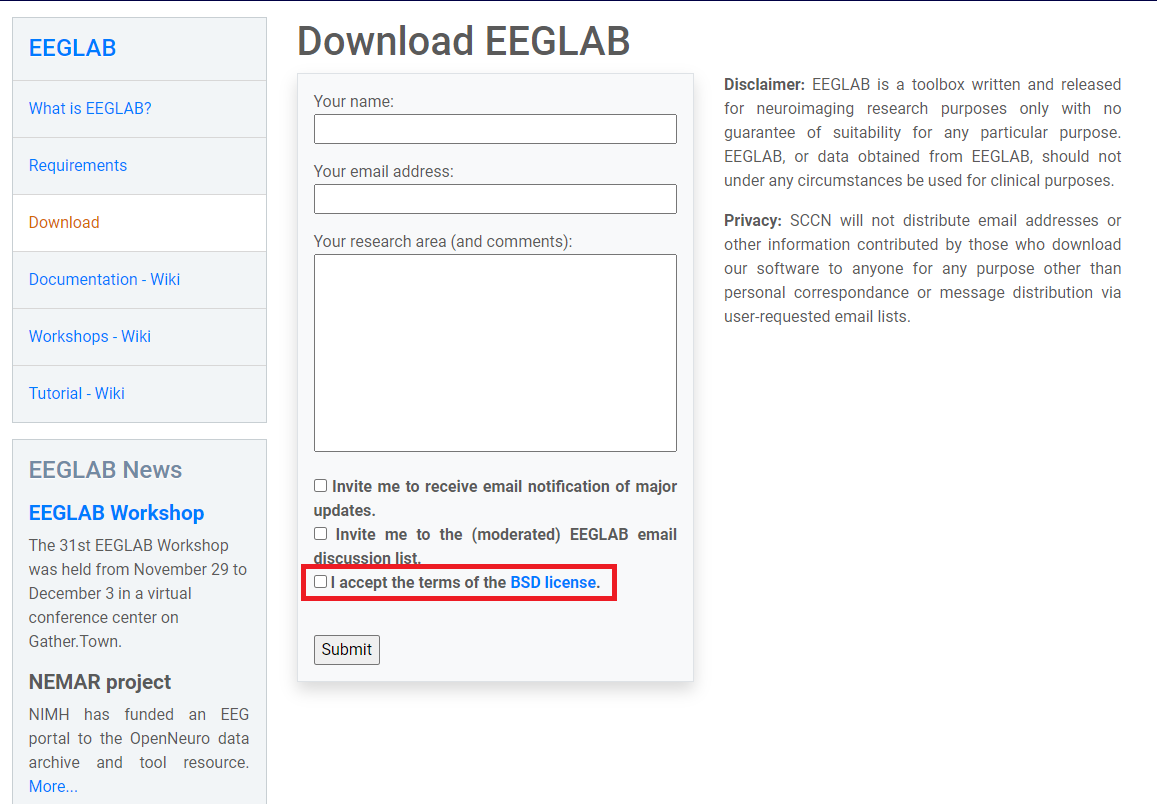 EEGLAB
What is EEGLAB?
Requirements
Download
Documentation - Wiki
Workshops - Wiki
Tutorial - Wiki
EEGLAB News
EEGLAB Workshop
The 31st EEGLAB Workshop
was held from November 29 to
December 3 in a virtual
conference center on
Gather.Town.
NEMAR project
NIMH has funded an EEG
portal to the OpenNeuro data
archive and tool resource.
More...
Download EEGLAB
Your name:
Your email address:
Your research area (and comments):
Invite me to receive email notification of major
updates.
Invite me to the (moderated) EEGLAB email
discussion list.
I accept the terms of the BSD license.
Submit
Disclaimer: EEGLAB is a toolbox written and released
for neuroimaging research purposes only with no
guarantee of suitability for any particular purpose.
EEGLAB, or data obtained from EEGLAB, should not
under any circumstances be used for clinical purposes.
Privacy: SCCN will not distribute email addresses or
other information contributed by those who download
our software to anyone for any purpose other than
personal correspondance or message distribution via
user-requested email lists.